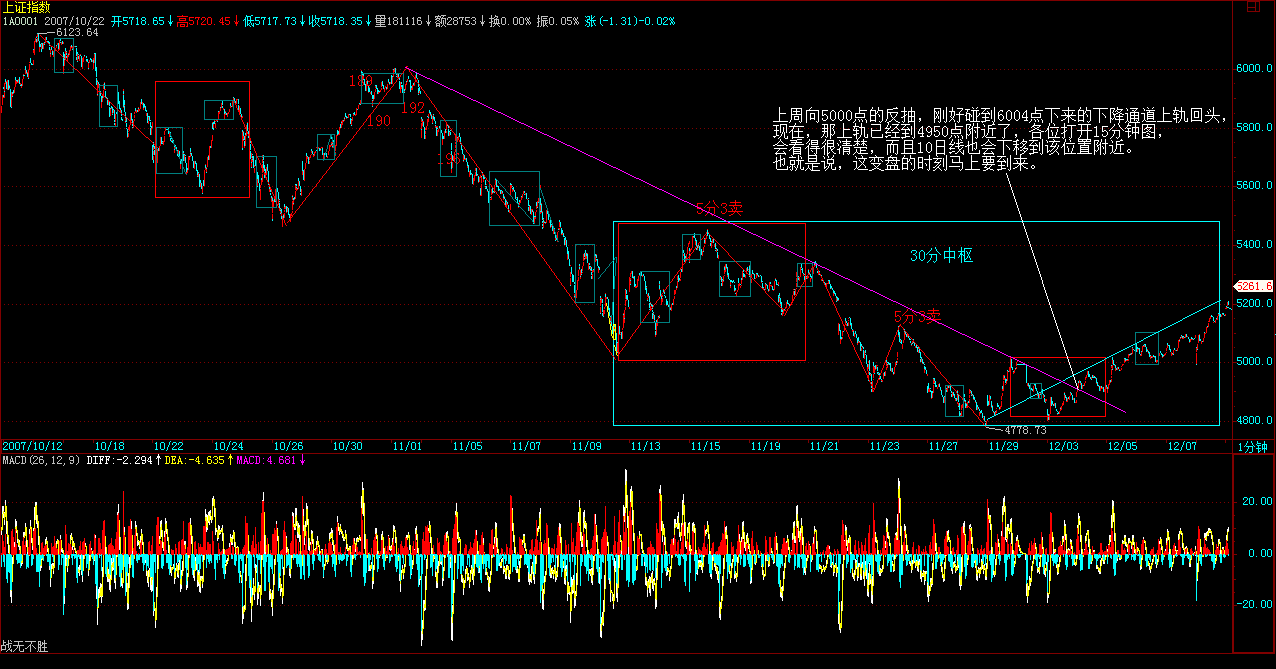 上证指数
1A0001 2007/10/22 开5718.65↓高5720.45↓低5717.73↓收5718.35↓量181116↓额28753↓换0.00% 振0.05% 涨(-1.31)-0.02%
6123.64
6000.0
189
192
190
上周向5000点的反抽，刚好碰到6004点下来的下降通道上轨回头，
现在，那上轨已经到4950点附近了，各位打开15分钟图，
会看得很清楚，而且10日线也会下移到该位置附近。
也就是说，这变盘的时刻马上要到来。
5800.0
5600.0
5分3卖
5400.0
30分中枢
5261.6
5200.0
5分3卖
5000.0
4800.0
4778.73
2007/10/12 10/18 10/22 10/24 10/26 10/30 11/01 11/05 11/07 11/09 11/13 11/15 11/19 11/21 11/23 11/27 11/29 12/03 12/05 12/07 1分钟
MACD(26,12,9) DIFF:-2.294↑DEA:-4.635↑MACD:4.681↓
20.00
0.00
-20.00
战无不胜